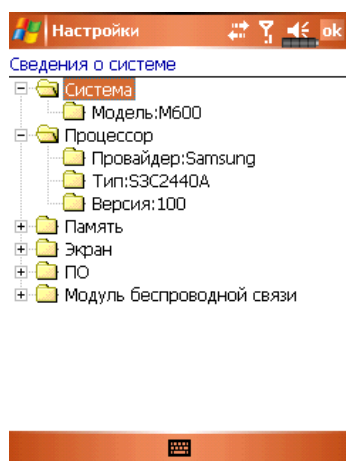 Настройки ok
Сведения о системе
Система
Модель:M600
Процессор
Провайдер:Samsung
Тип:S3C2440A
Версия:100
Память
Экран
ПО
Модуль беспроводной связи